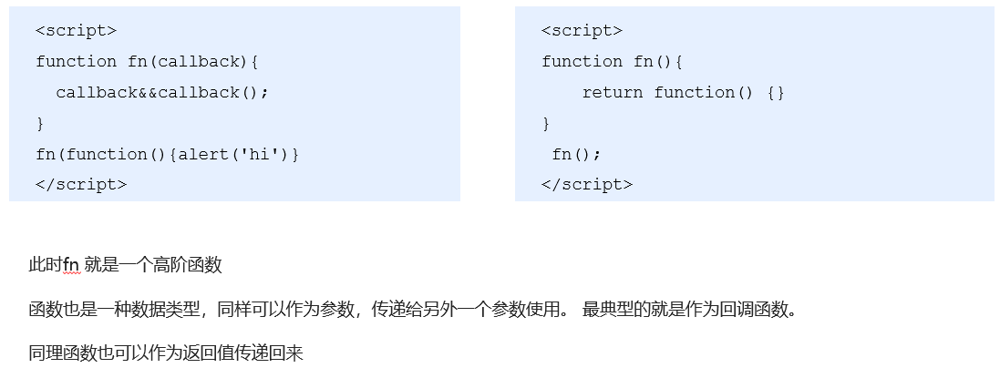 <script>
function fn(callback){
  callback&&callback();
}
fn(function(){alert('hi')}
</script>
<script>
function fn(){
    return function() {}
}
 fn();
</script>
此时fn 就是一个高阶函数
函数也是一种数据类型，同样可以作为参数，传递给另外一个参数使用。 最典型的就是作为回调函数。
同理函数也可以作为返回值传递回来